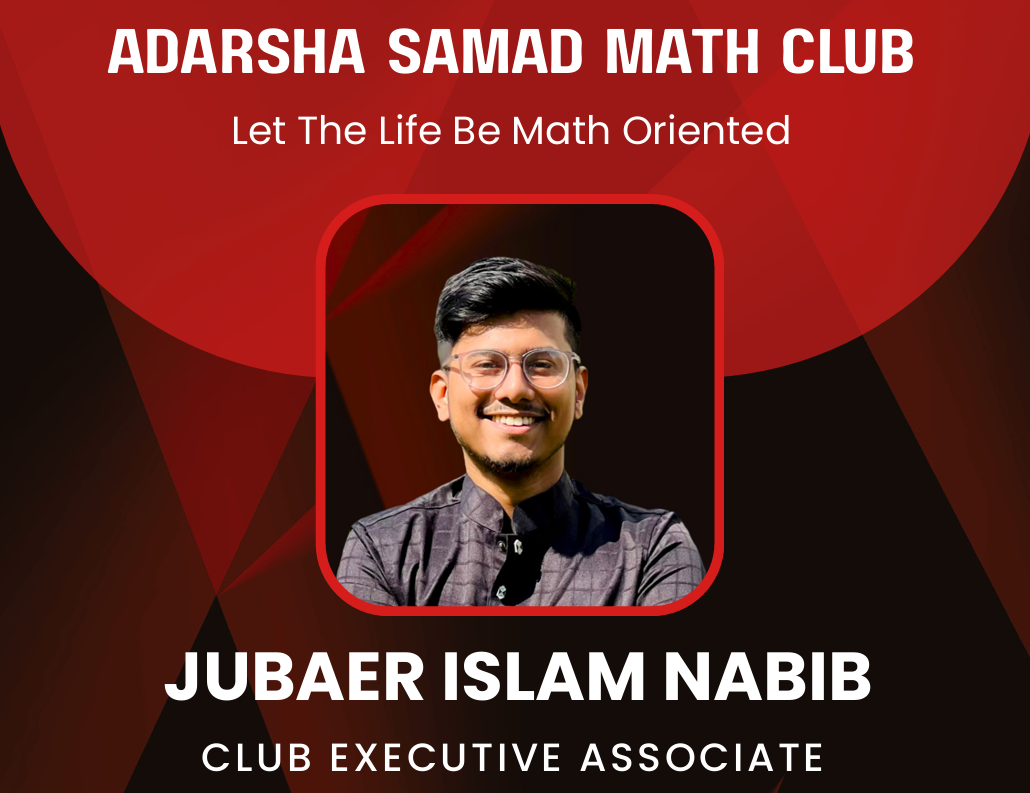 ADARSHA SAMAD MATH CLUB
Let The Life Be Math Oriented
JUBAER ISLAM NABIB
CLUB EXECUTIVE ASSOCIATE